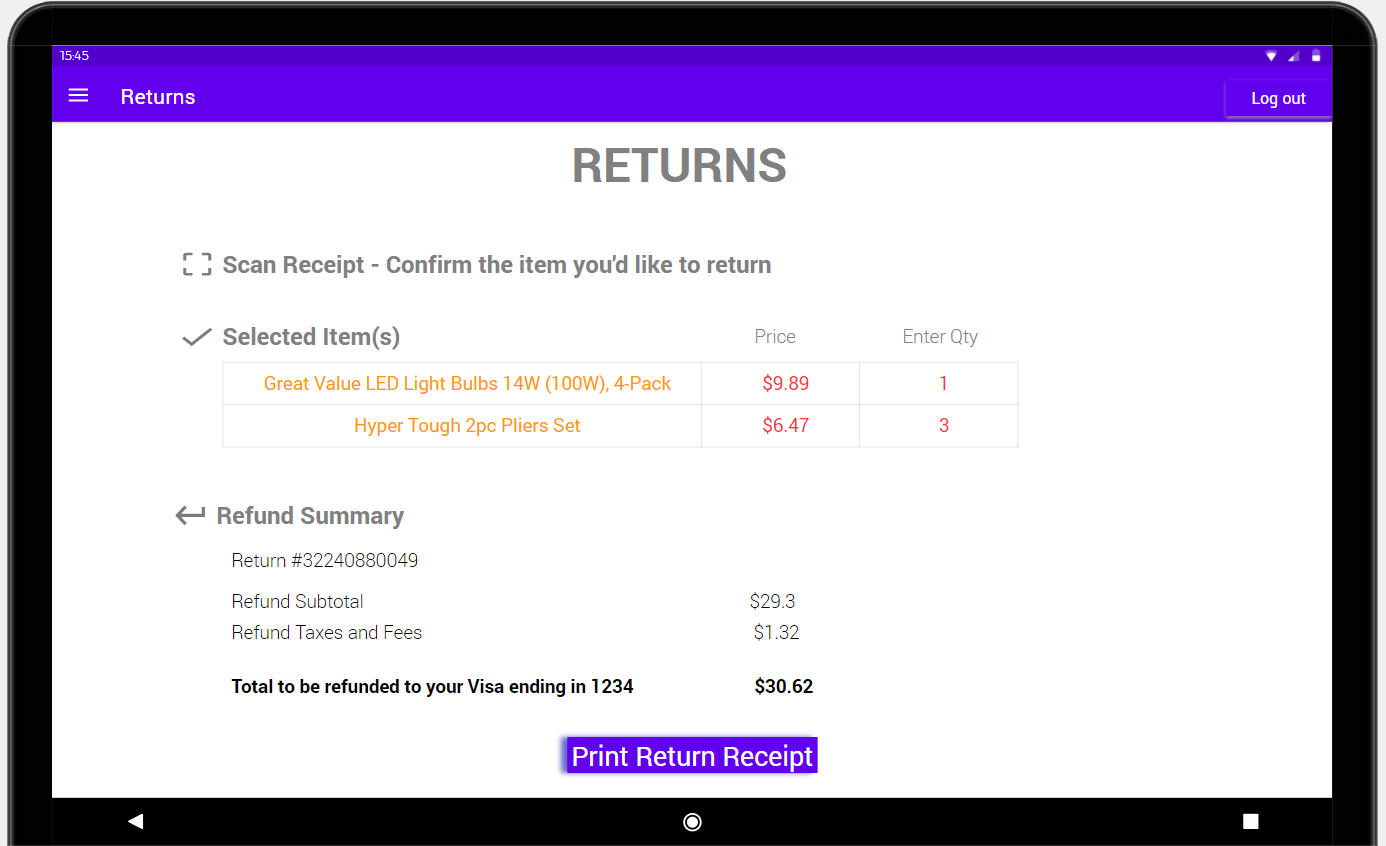 15:45
Returns
Log out
RETURNS
Scan Receipt - Confirm the item you'd like to return
Selected Item(s) Price Enter Qty
Great Value LED Light Bulbs 14W (100W), 4-Pack $9.89 1
Hyper Tough 2pc Pliers Set $6.47 3
Refund Summary
Return #32240880049
Refund Subtotal $29.3
Refund Taxes and Fees $1.32
Total to be refunded to your Visa ending in 1234 $30.62
Print Return Receipt